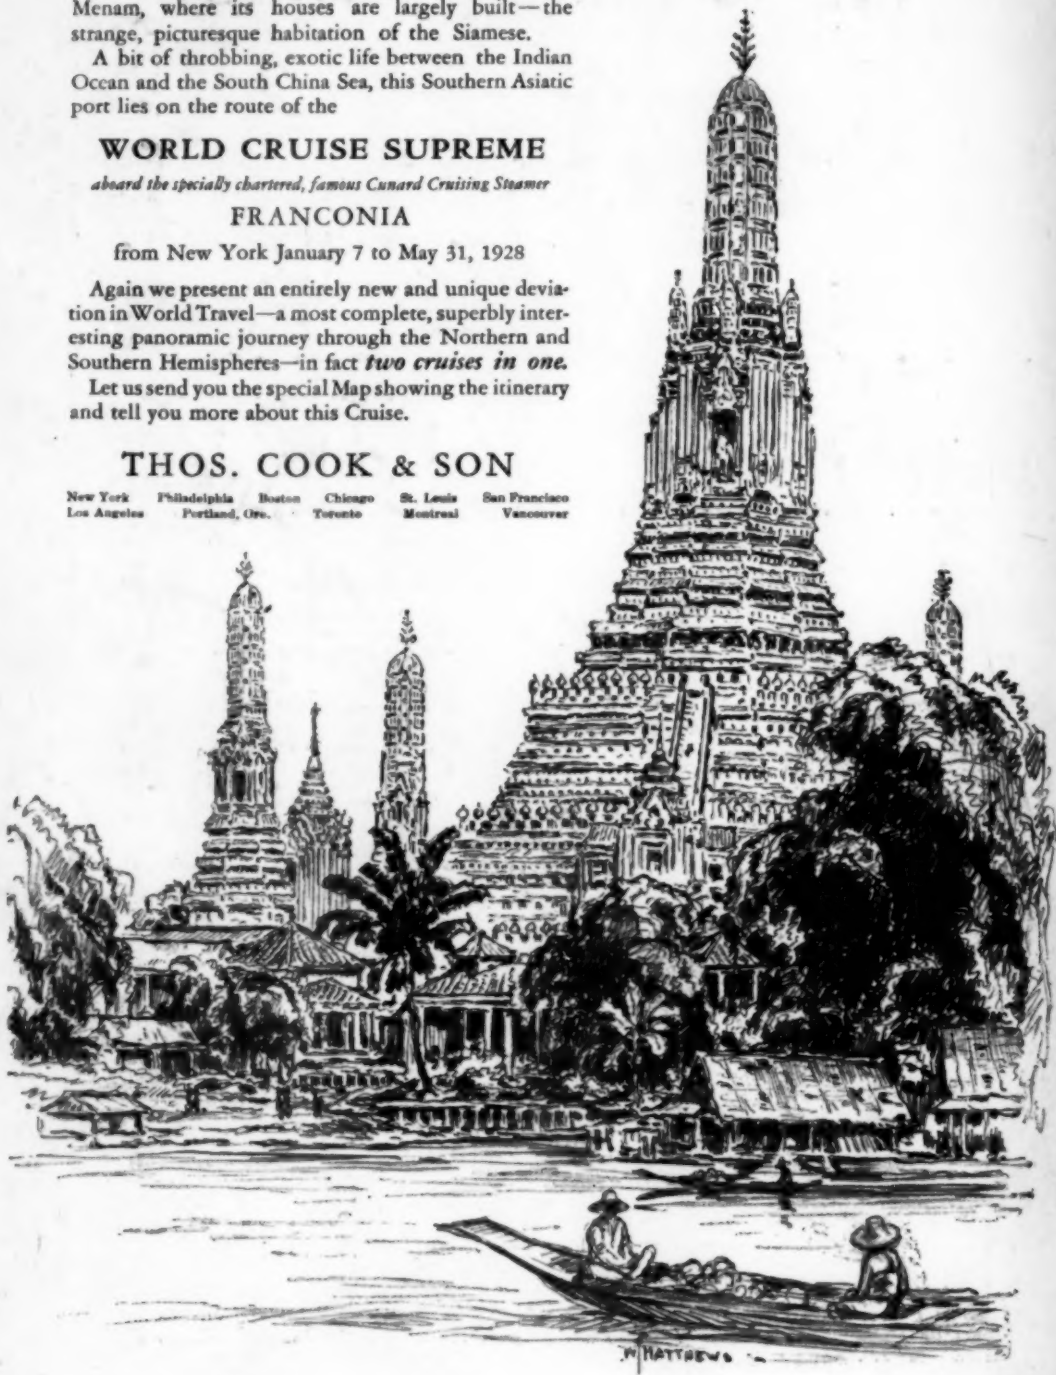 Menam, where its houses are largely built—the
strange, picturesque habitation of the Siamese.
A bit of throbbing, exotic life between the Indian
Ocean and the South China Sea, this Southern Asiatic
port lies on the route of the
WORLD CRUISE SUPREME
aboard the specially chartered, famous Cunard Cruising Steamer
FRANCONIA
from New York January 7 to May 31, 1928
Again we present an entirely new and unique devia-
tion in World Travel—a most complete, superbly inter-
esting panoramic journey through the Northern and
Southern Hemispheres—in fact two cruises in one.
Let us send you the special Map showing the itinerary
and tell you more about this Cruise.
THOS. COOK & SON
New York Philadelphia Boston Chicago St. Louis San Francisco
Los Angeles Portland, Ore. Toronto Montreal Vancouver
W MATTHEWS